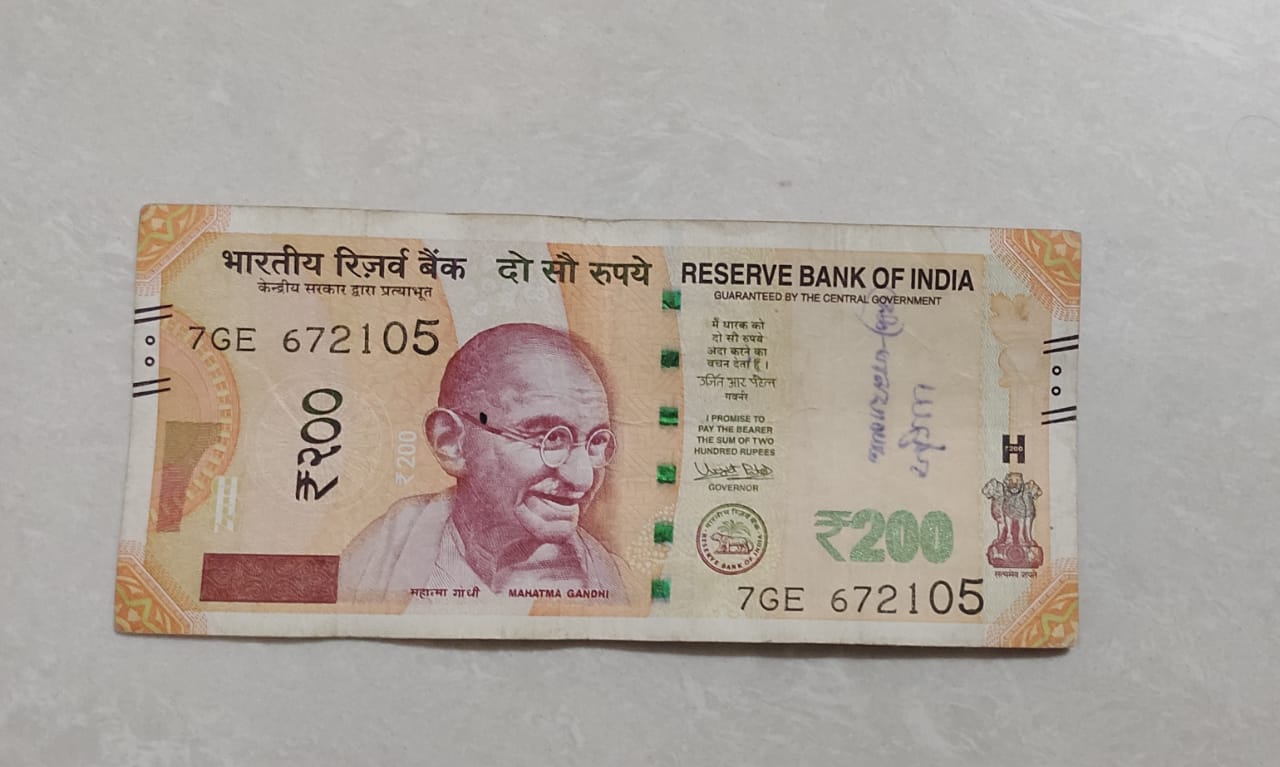 भारतीय रिज़र्व बैंक दो सौ रुपये RESERVE BANK OF INDIA
केन्द्रीय सरकार द्वारा प्रत्याभूत
GUARANTEED BY THE CENTRAL GOVERNMENT
7GE 672105
₹२००
₹200
मैं धारक को
दो सौ रुपये
अदा करने का
वचन देता हूँ।
उर्जित आर पटेल
गवर्नर
I PROMISE TO
PAY THE BEARER
THE SUM OF TWO
HUNDRED RUPEES
GOVERNOR
भारतीय रिज़र्व बैंक
RESERVE BANK OF INDIA
H
₹200
₹200
सत्यमेव जयते
महात्मा गांधी MAHATMA GANDHI
7GE 672105